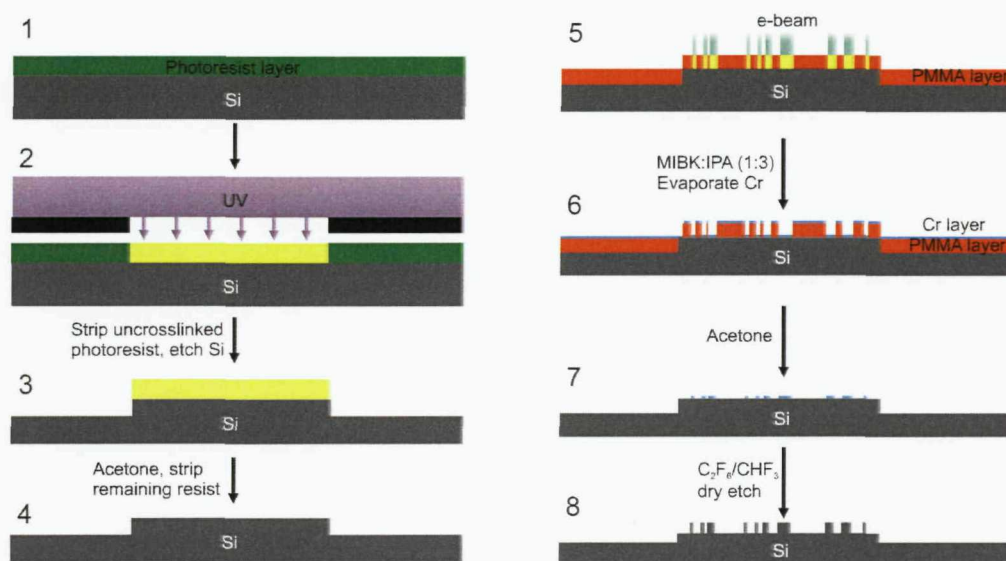 1
Photoresist layer
Si
2
UV
Si
Strip uncrosslinked
photoresist, etch Si
3
Si
Acetone, strip
remaining resist
4
Si
5
e-beam
PMMA layer
Si
MIBK:IPA (1:3)
Evaporate Cr
6
Cr layer
PMMA layer
Si
Acetone
7
Si
C₂F₆/CHF₃
dry etch
8
Si